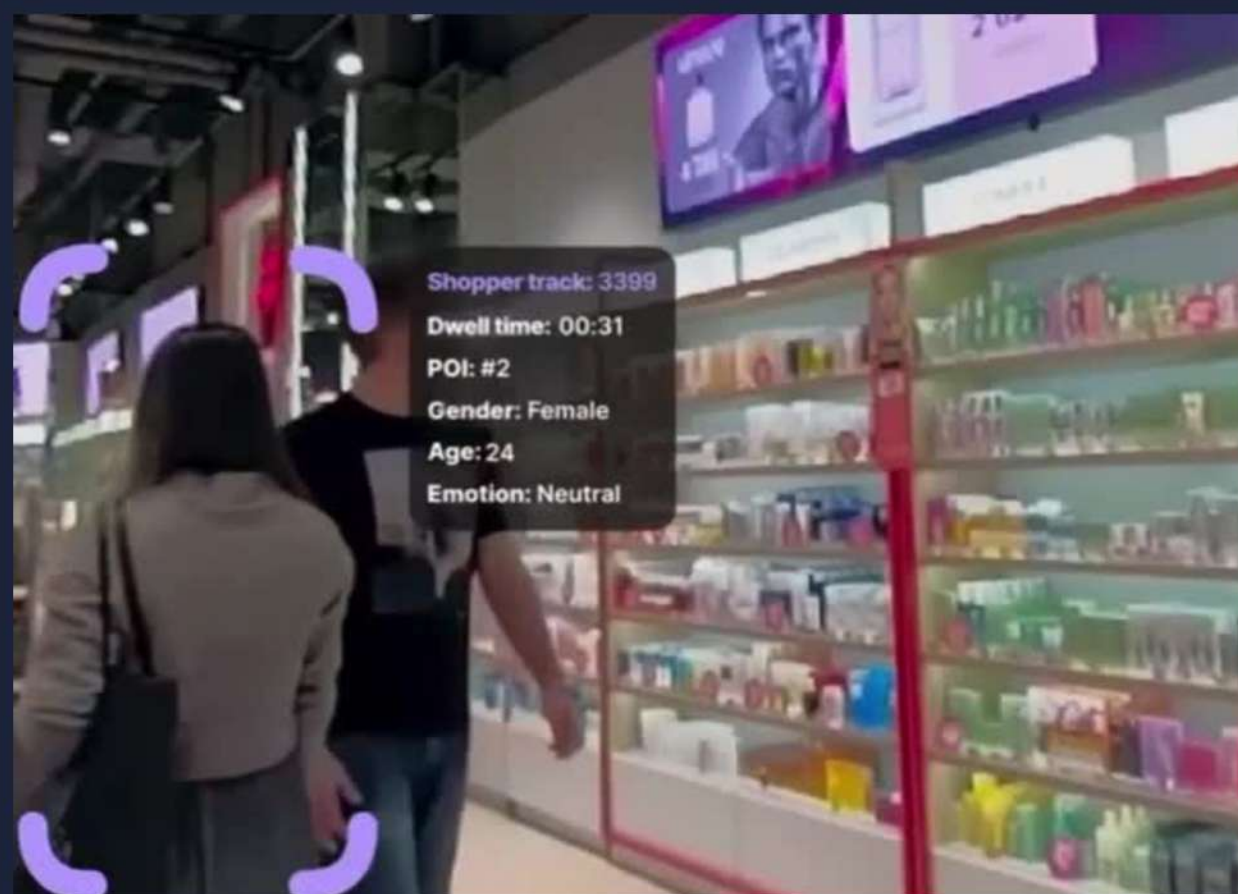 Shopper track: 3399
Dwell time: 00:31
POI: #2
Gender: Female
Age: 24
Emotion: Neutral